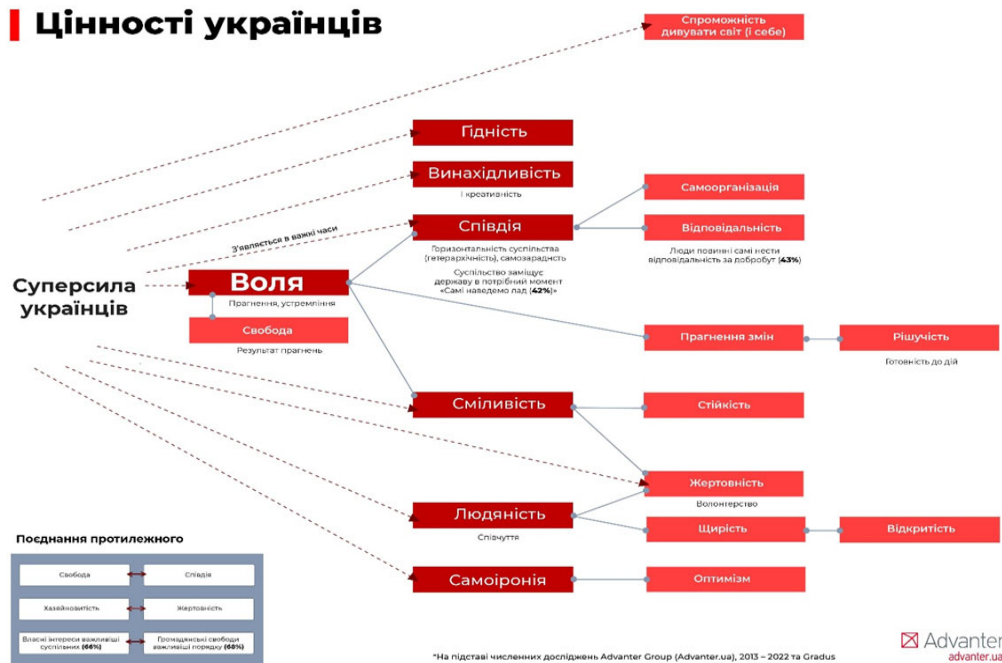 Цінності українців
Спроможність
дивувати світ (і себе)
Гідність
Винахідливість
І креативність
Самоорганізація
З'являється в важкі часи
Співдія
Відповідальність
Горизонтальність суспільства
(гетерархічність), самозарадність
Люди повинні самі нести
відповідальність за добробут (43%)
Суспільство заміщує
державу в потрібний момент
«Самі наведемо лад (42%)»
Суперсила
українців
Воля
Прагнення, устремління
Свобода
Результат прагнень
Прагнення змін
Рішучість
Готовність до дій
Сміливість
Стійкість
Жертовність
Волонтерство
Людяність
Співчуття
Щирість
Відкритість
Самоіронія
Оптимізм
Поєднання протилежного
Свобода
Співдія
Хазяйновитість
Жертовність
Власні інтереси важливіші
суспільних (66%)
Громадянські свободи
важливіші порядку (68%)
*На підставі численних досліджень Advanter Group (Advanter.ua), 2013 – 2022 та Gradus
Advanter
advanter.ua